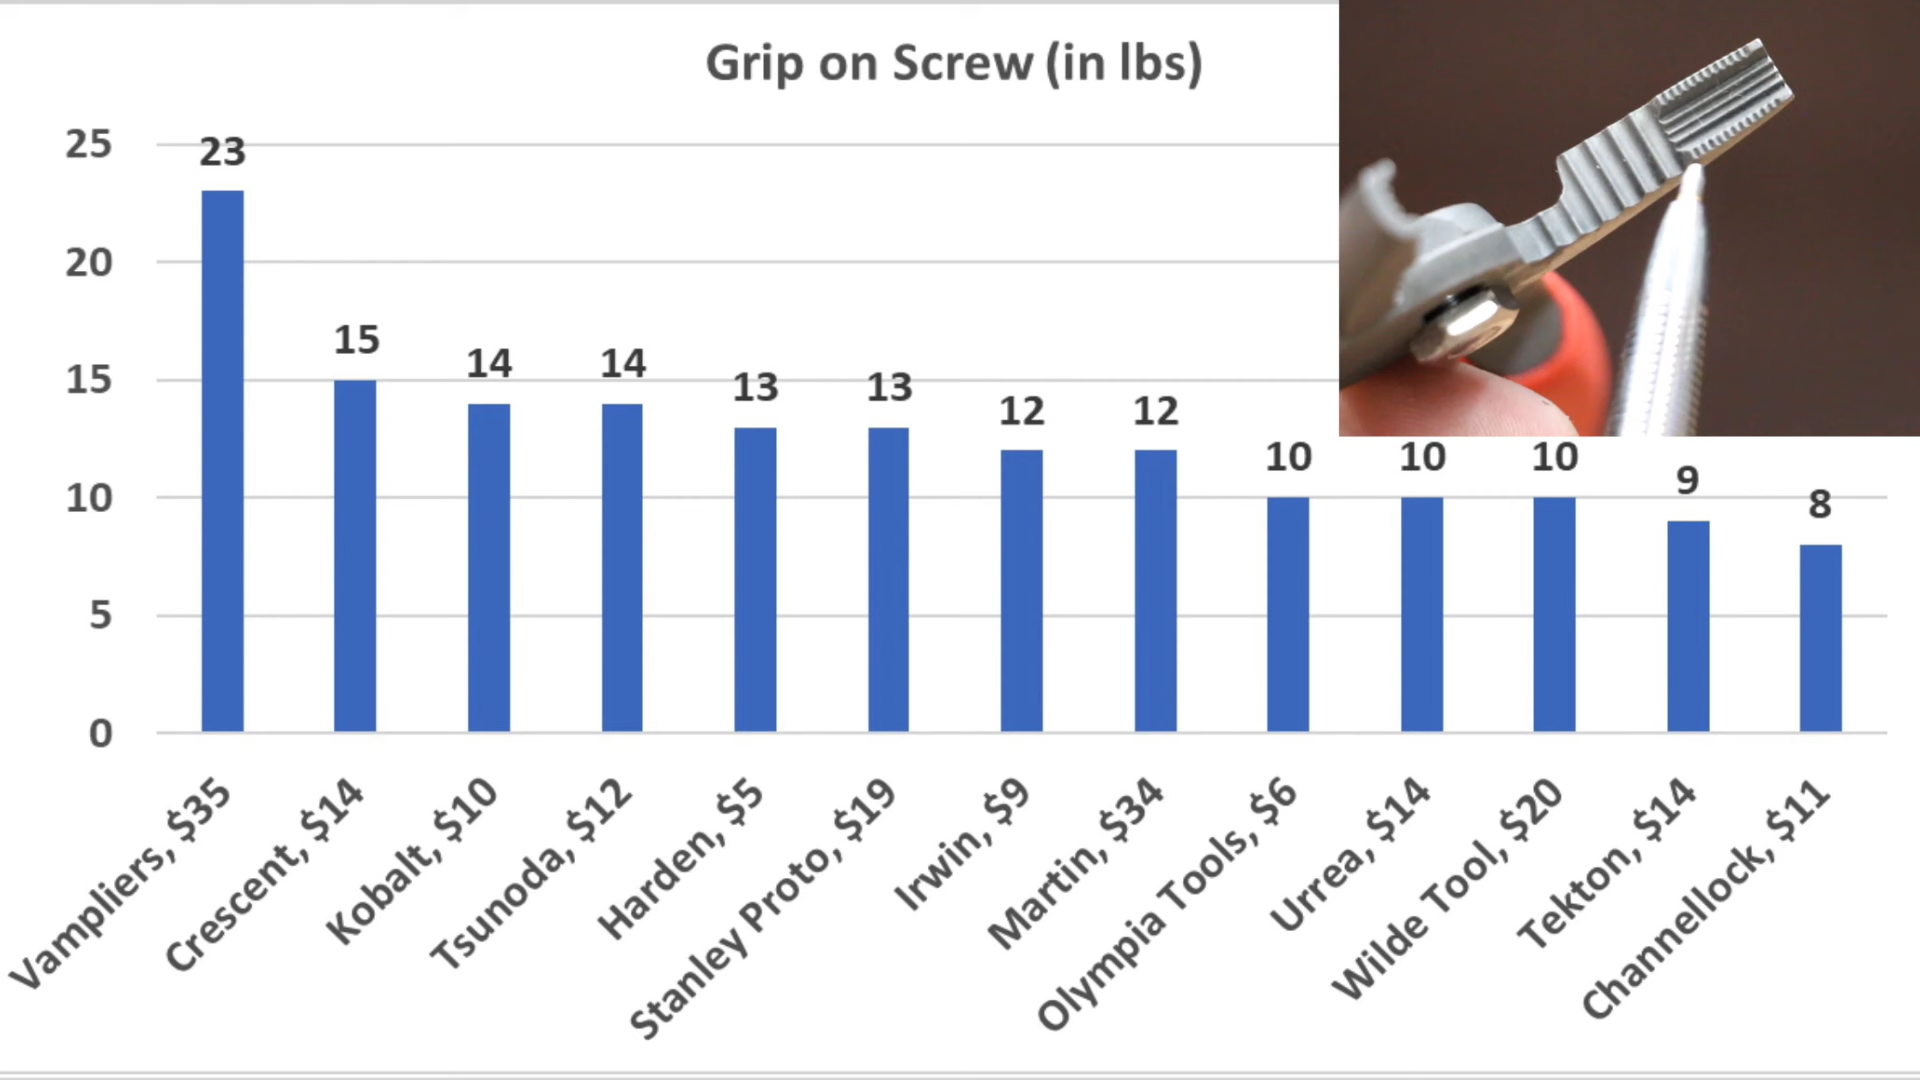 Grip on Screw (in lbs)
25
20
15
10
5
0
23
15
14
14
13
13
12
12
10
10
10
9
8
Vampliers, $35
Crescent, $14
Kobalt, $10
Tsunoda, $12
Harden, $5
Stanley Proto, $19
Irwin, $9
Martin, $34
Olympia Tools, $6
Urrea, $14
Wilde Tool, $20
Tekton, $14
Channellock, $11